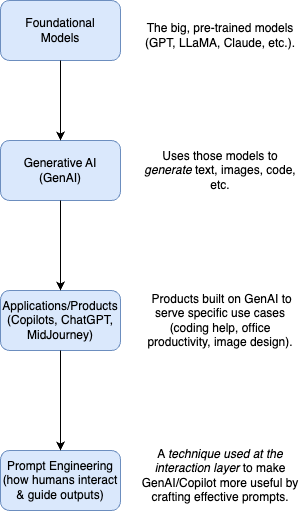 Foundational
Models
The big, pre-trained models
(GPT, LLaMA, Claude, etc.).
Generative AI
(GenAI)
Uses those models to
generate text, images, code,
etc.
Applications/Products
(Copilots, ChatGPT,
MidJourney)
Products built on GenAI to
serve specific use cases
(coding help, office
productivity, image design).
Prompt Engineering
(how humans interact
& guide outputs)
A technique used at the
interaction layer to make
GenAI/Copilot more useful by
crafting effective prompts.